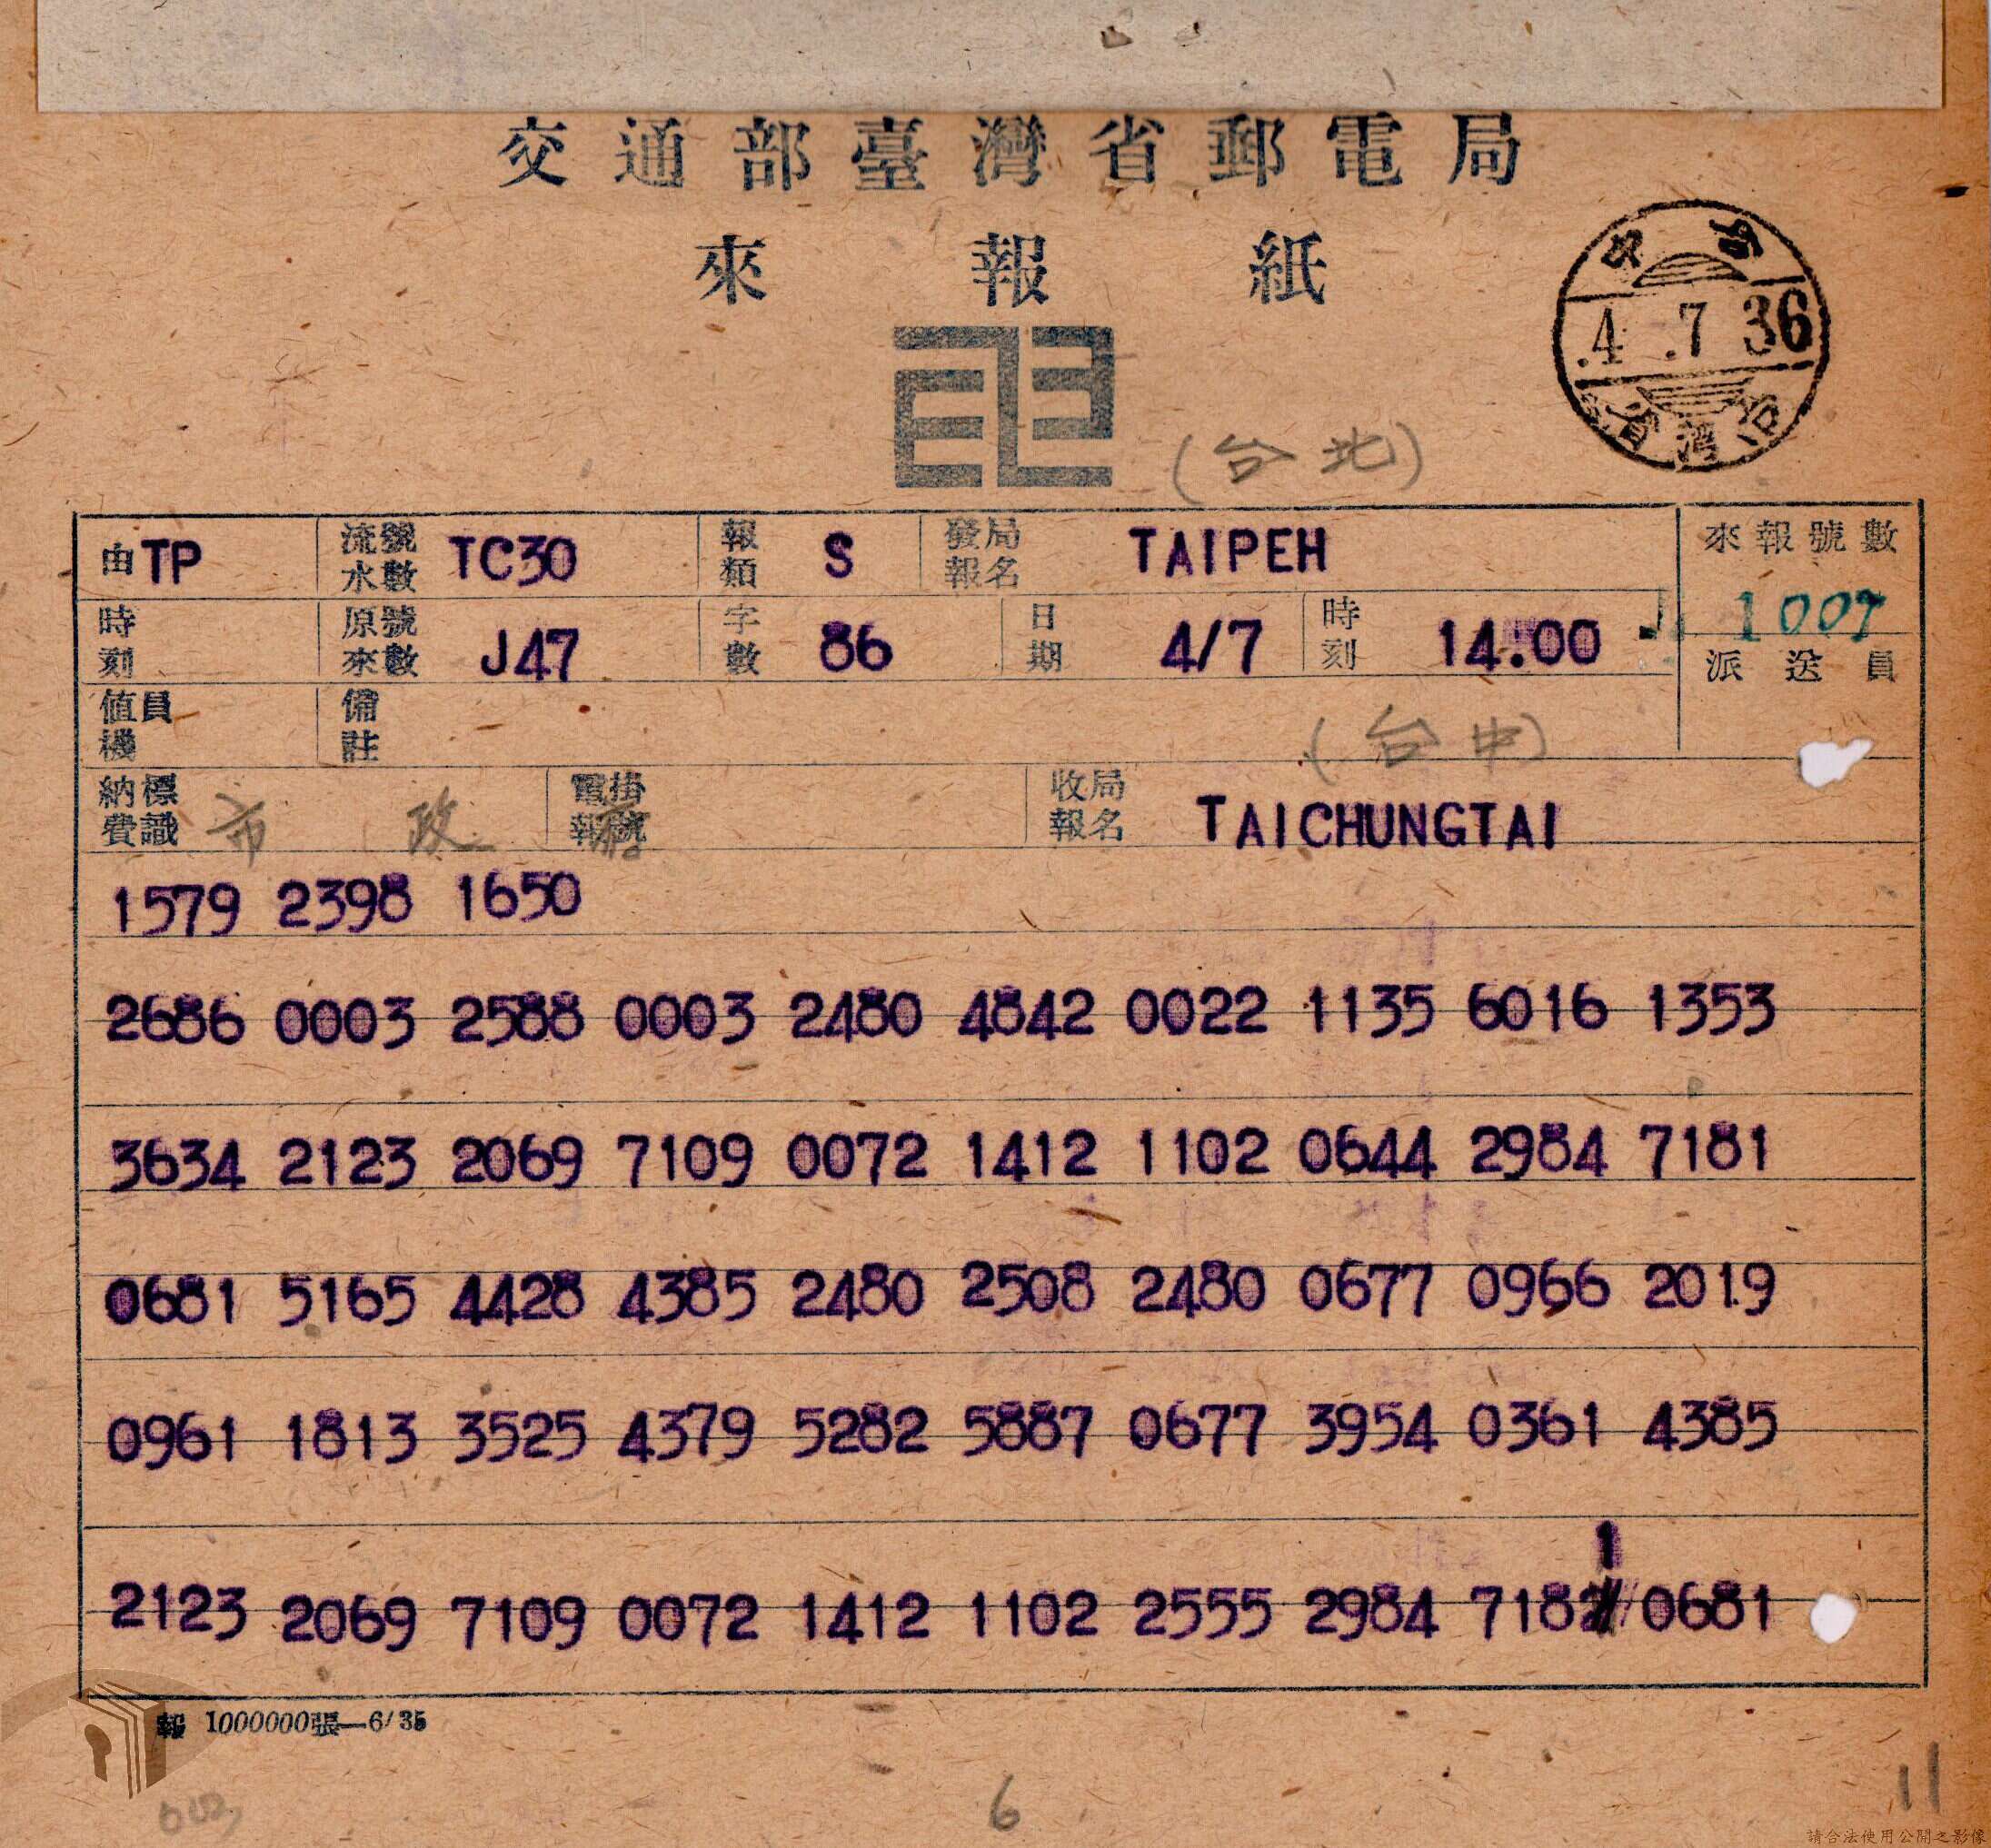 交通部臺灣省郵電局
來報紙
台中
.4 .7 36
台灣省
(台北)
由 TP 流水號數 TC30 報類 S 發報局名 TAIPEH 來報號數
1007
時刻 原來號數 J47 字數 86 日期 4/7 時刻 14:00 派送員
值機員 備註
(台中)
納費標識 電報掛號 收報局名 TAICHUNGTAI
市 政 府
1579 2398 1650
2686 0003 2588 0003 2480 4842 0022 1135 6016 1353
3634 2123 2069 7109 0072 1412 1102 0644 2984 7181
0681 5165 4428 4385 2480 2508 2480 0677 0966 2019
0961 1813 3525 4379 5282 5887 0677 3954 0361 4385
1
2123 2069 7109 0072 1412 1102 2555 2984 7182 0681
報 1000000張—6/35
6
11
請合法使用公開之影像